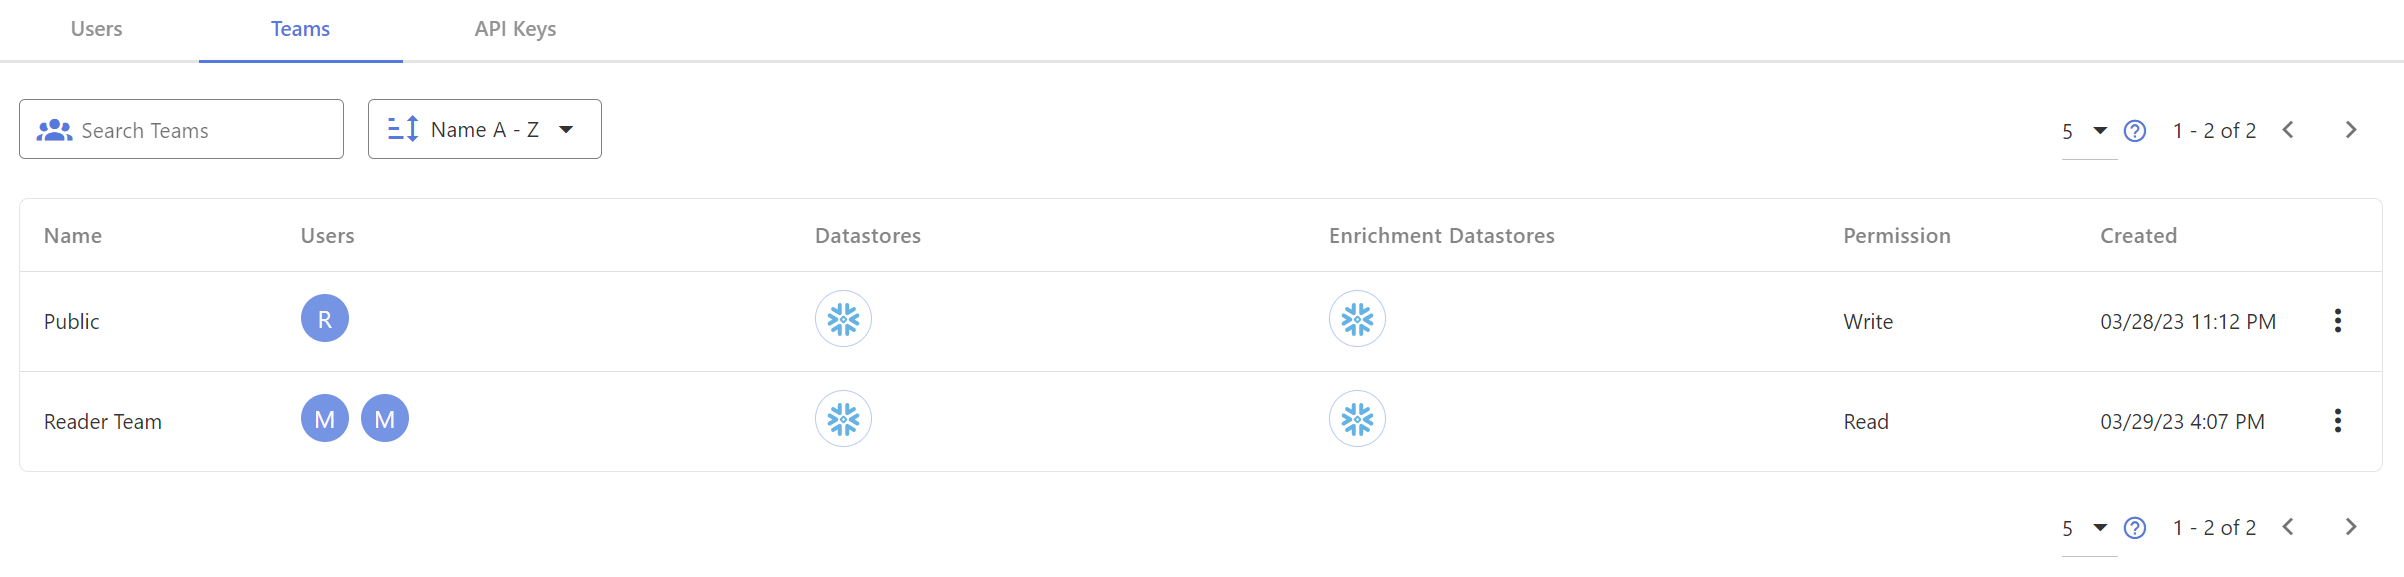 Users Teams API Keys
Search Teams Name A - Z 5 1 - 2 of 2
Name Users Datastores Enrichment Datastores Permission Created
Public R Write 03/28/23 11:12 PM
Reader Team M M Read 03/29/23 4:07 PM
5 1 - 2 of 2